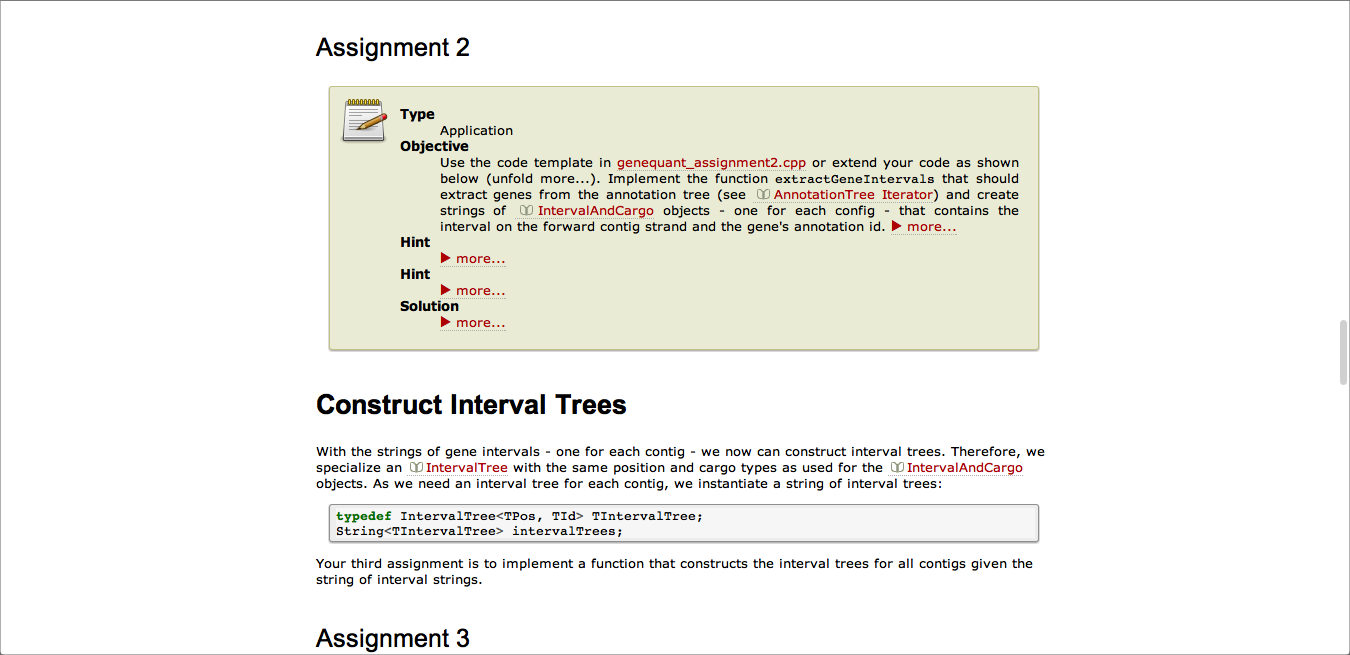 Assignment 2
Type
Application
Objective
Use the code template in genequant_assignment2.cpp or extend your code as shown
below (unfold more...). Implement the function extractGeneIntervals that should
extract genes from the annotation tree (see AnnotationTree Iterator) and create
strings of IntervalAndCargo objects - one for each config - that contains the
interval on the forward contig strand and the gene's annotation id. ▶ more...
Hint
▶ more...
Hint
▶ more...
Solution
▶ more...
Construct Interval Trees
With the strings of gene intervals - one for each contig - we now can construct interval trees. Therefore, we
specialize an IntervalTree with the same position and cargo types as used for the IntervalAndCargo
objects. As we need an interval tree for each contig, we instantiate a string of interval trees:
typedef IntervalTree<TPos, TId> TIntervalTree;
String<TIntervalTree> intervalTrees;
Your third assignment is to implement a function that constructs the interval trees for all contigs given the
string of interval strings.
Assignment 3